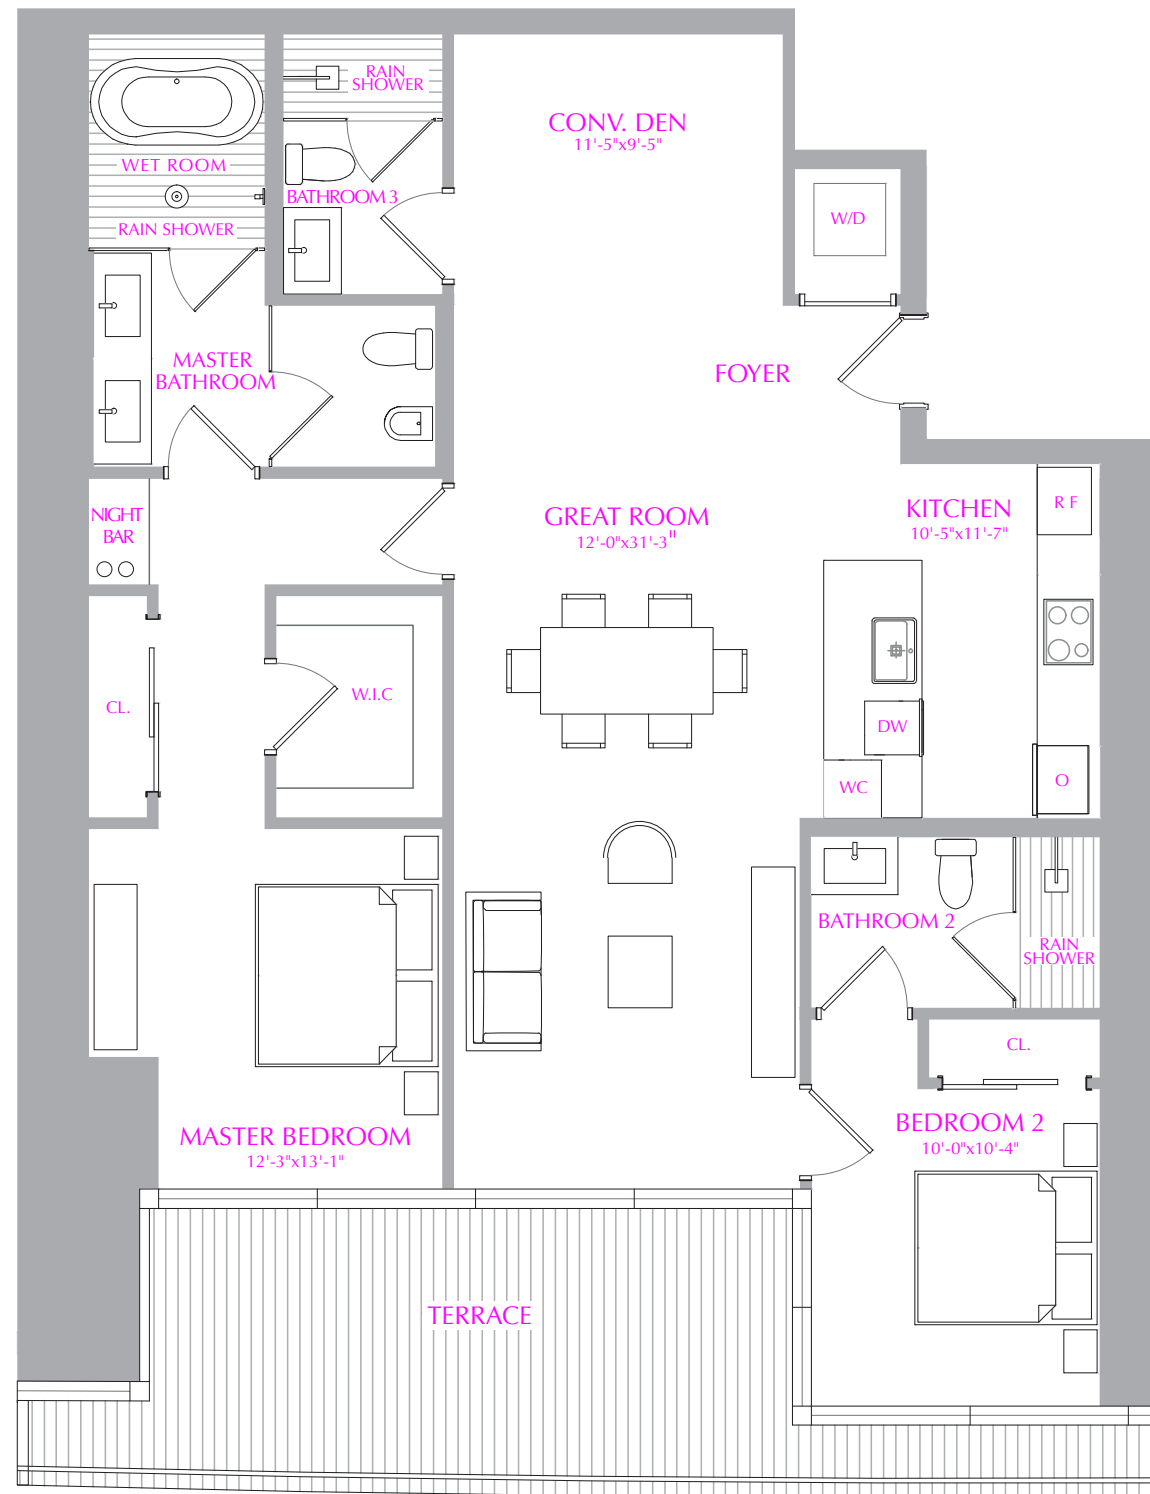 RAIN
SHOWER
CONV. DEN
11'-5"x9'-5"
WET ROOM
BATHROOM 3
W/D
RAIN SHOWER
MASTER
BATHROOM
FOYER
NIGHT
BAR
GREAT ROOM
12'-0"x31'-3"
KITCHEN
10'-5"x11'-7"
R F
CL.
W.I.C
DW
WC
O
BATHROOM 2
RAIN
SHOWER
CL.
MASTER BEDROOM
12'-3"x13'-1"
BEDROOM 2
10'-0"x10'-4"
TERRACE